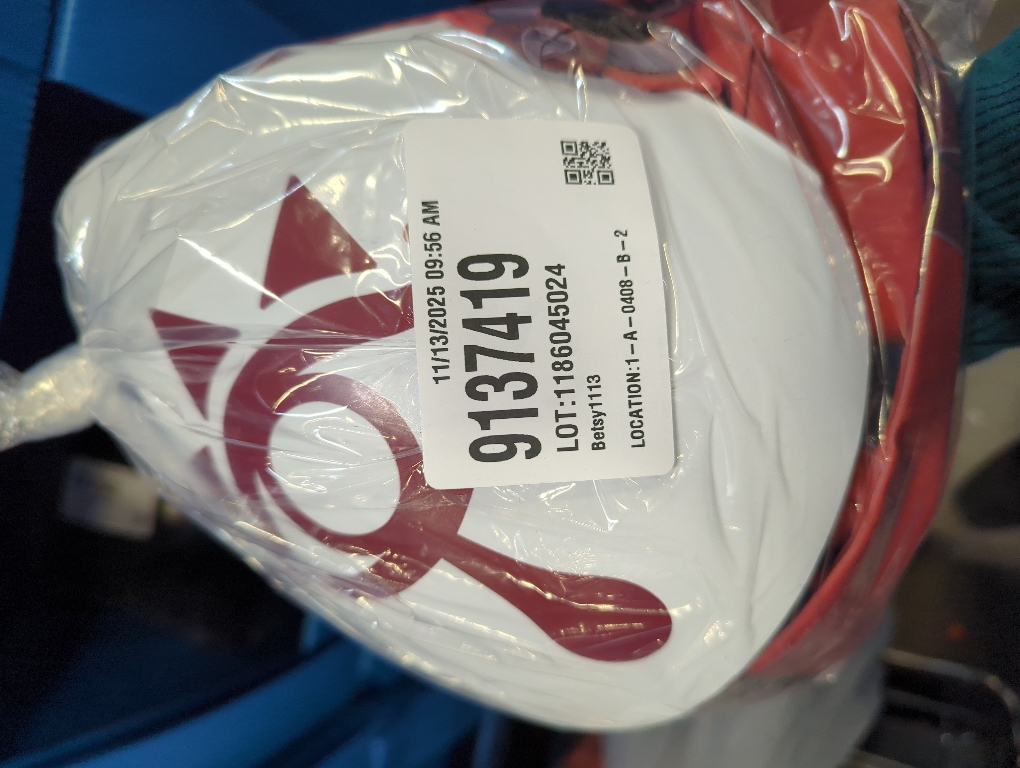 11/13/2025 09:56 AM
9137419
LOT:1186045024
Betsy1113
LOCATION:1-A-0408-B-2